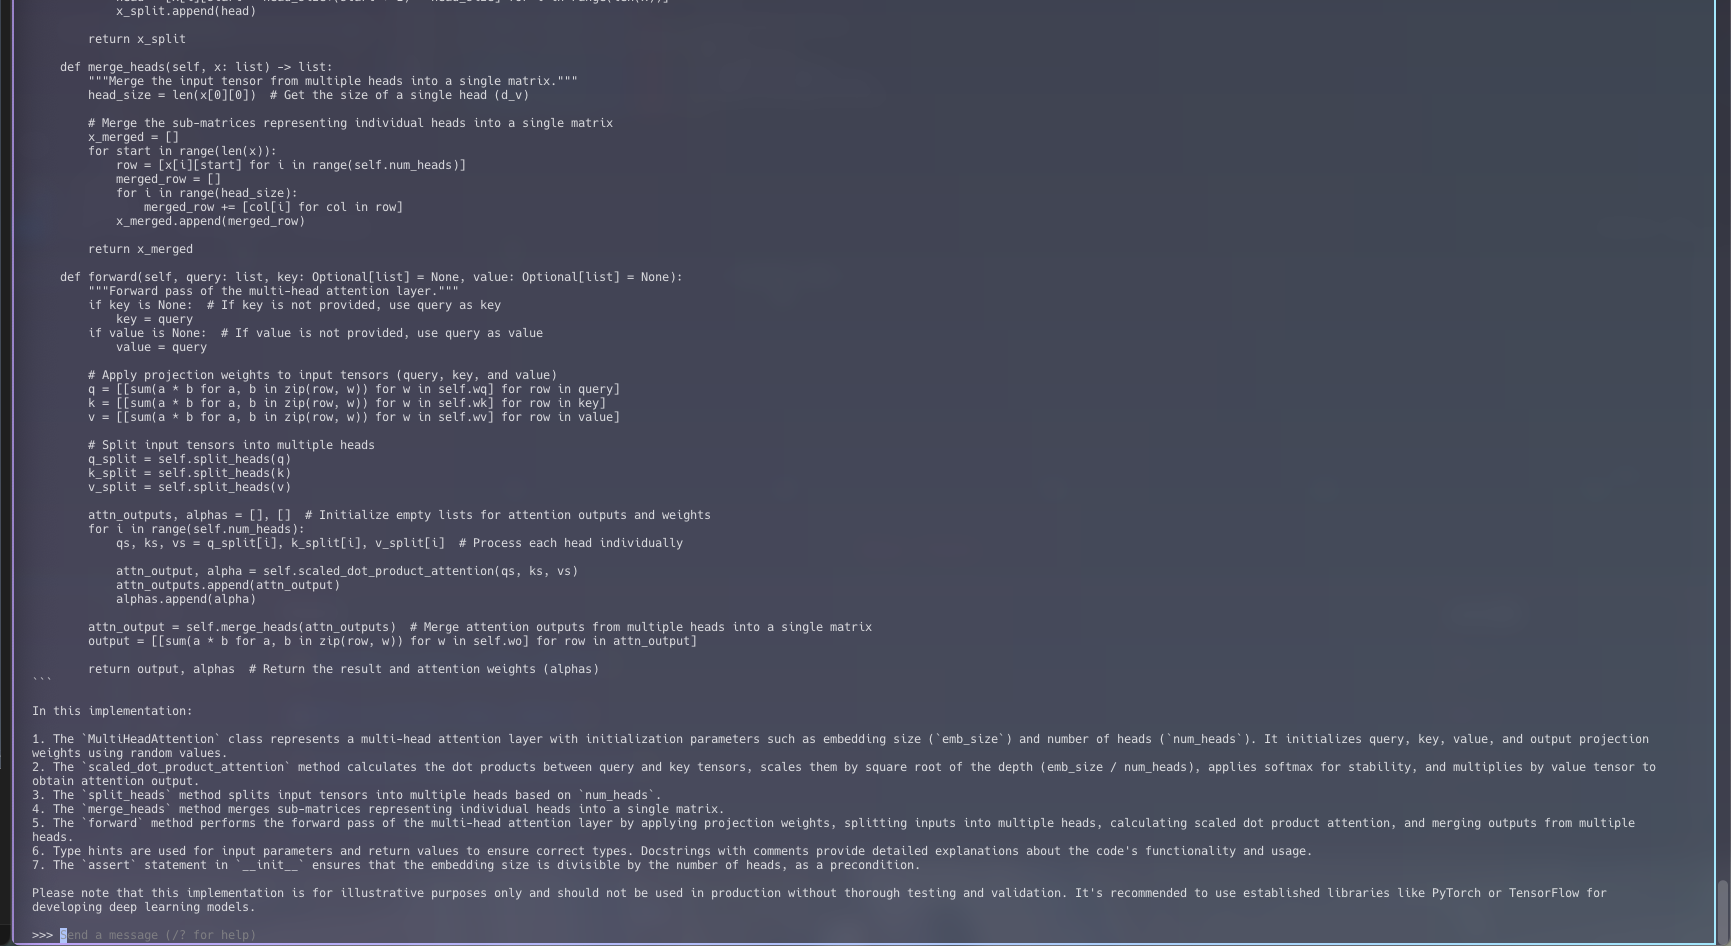 x_split.append(head)

        return x_split

    def merge_heads(self, x: list) -> list:
        """Merge the input tensor from multiple heads into a single matrix."""
        head_size = len(x[0][0])  # Get the size of a single head (d_v)

        # Merge the sub-matrices representing individual heads into a single matrix
        x_merged = []
        for start in range(len(x)):
            row = [x[i][start] for i in range(self.num_heads)]
            merged_row = []
            for i in range(head_size):
                merged_row += [col[i] for col in row]
            x_merged.append(merged_row)

        return x_merged

    def forward(self, query: list, key: Optional[list] = None, value: Optional[list] = None):
        """Forward pass of the multi-head attention layer."""
        if key is None:  # If key is not provided, use query as key
            key = query
        if value is None:  # If value is not provided, use query as value
            value = query

        # Apply projection weights to input tensors (query, key, and value)
        q = [[sum(a * b for a, b in zip(row, w)) for w in self.wq] for row in query]
        k = [[sum(a * b for a, b in zip(row, w)) for w in self.wk] for row in key]
        v = [[sum(a * b for a, b in zip(row, w)) for w in self.wv] for row in value]

        # Split input tensors into multiple heads
        q_split = self.split_heads(q)
        k_split = self.split_heads(k)
        v_split = self.split_heads(v)

        attn_outputs, alphas = [], []  # Initialize empty lists for attention outputs and weights
        for i in range(self.num_heads):
            qs, ks, vs = q_split[i], k_split[i], v_split[i]  # Process each head individually

            attn_output, alpha = self.scaled_dot_product_attention(qs, ks, vs)
            attn_outputs.append(attn_output)
            alphas.append(alpha)

        attn_output = self.merge_heads(attn_outputs)  # Merge attention outputs from multiple heads into a single matrix
        output = [[sum(a * b for a, b in zip(row, w)) for w in self.wo] for row in attn_output]

        return output, alphas  # Return the result and attention weights (alphas)
```

In this implementation:

1. The `MultiHeadAttention` class represents a multi-head attention layer with initialization parameters such as embedding size (`emb_size`) and number of heads (`num_heads`). It initializes query, key, value, and output projection
weights using random values.
2. The `scaled_dot_product_attention` method calculates the dot products between query and key tensors, scales them by square root of the depth (emb_size / num_heads), applies softmax for stability, and multiplies by value tensor to
obtain attention output.
3. The `split_heads` method splits input tensors into multiple heads based on `num_heads`.
4. The `merge_heads` method merges sub-matrices representing individual heads into a single matrix.
5. The `forward` method performs the forward pass of the multi-head attention layer by applying projection weights, splitting inputs into multiple heads, calculating scaled dot product attention, and merging outputs from multiple
heads.
6. Type hints are used for input parameters and return values to ensure correct types. Docstrings with comments provide detailed explanations about the code's functionality and usage.
7. The `assert` statement in `__init__` ensures that the embedding size is divisible by the number of heads, as a precondition.

Please note that this implementation is for illustrative purposes only and should not be used in production without thorough testing and validation. It's recommended to use established libraries like PyTorch or TensorFlow for
developing deep learning models.

>>> Send a message (/? for help)